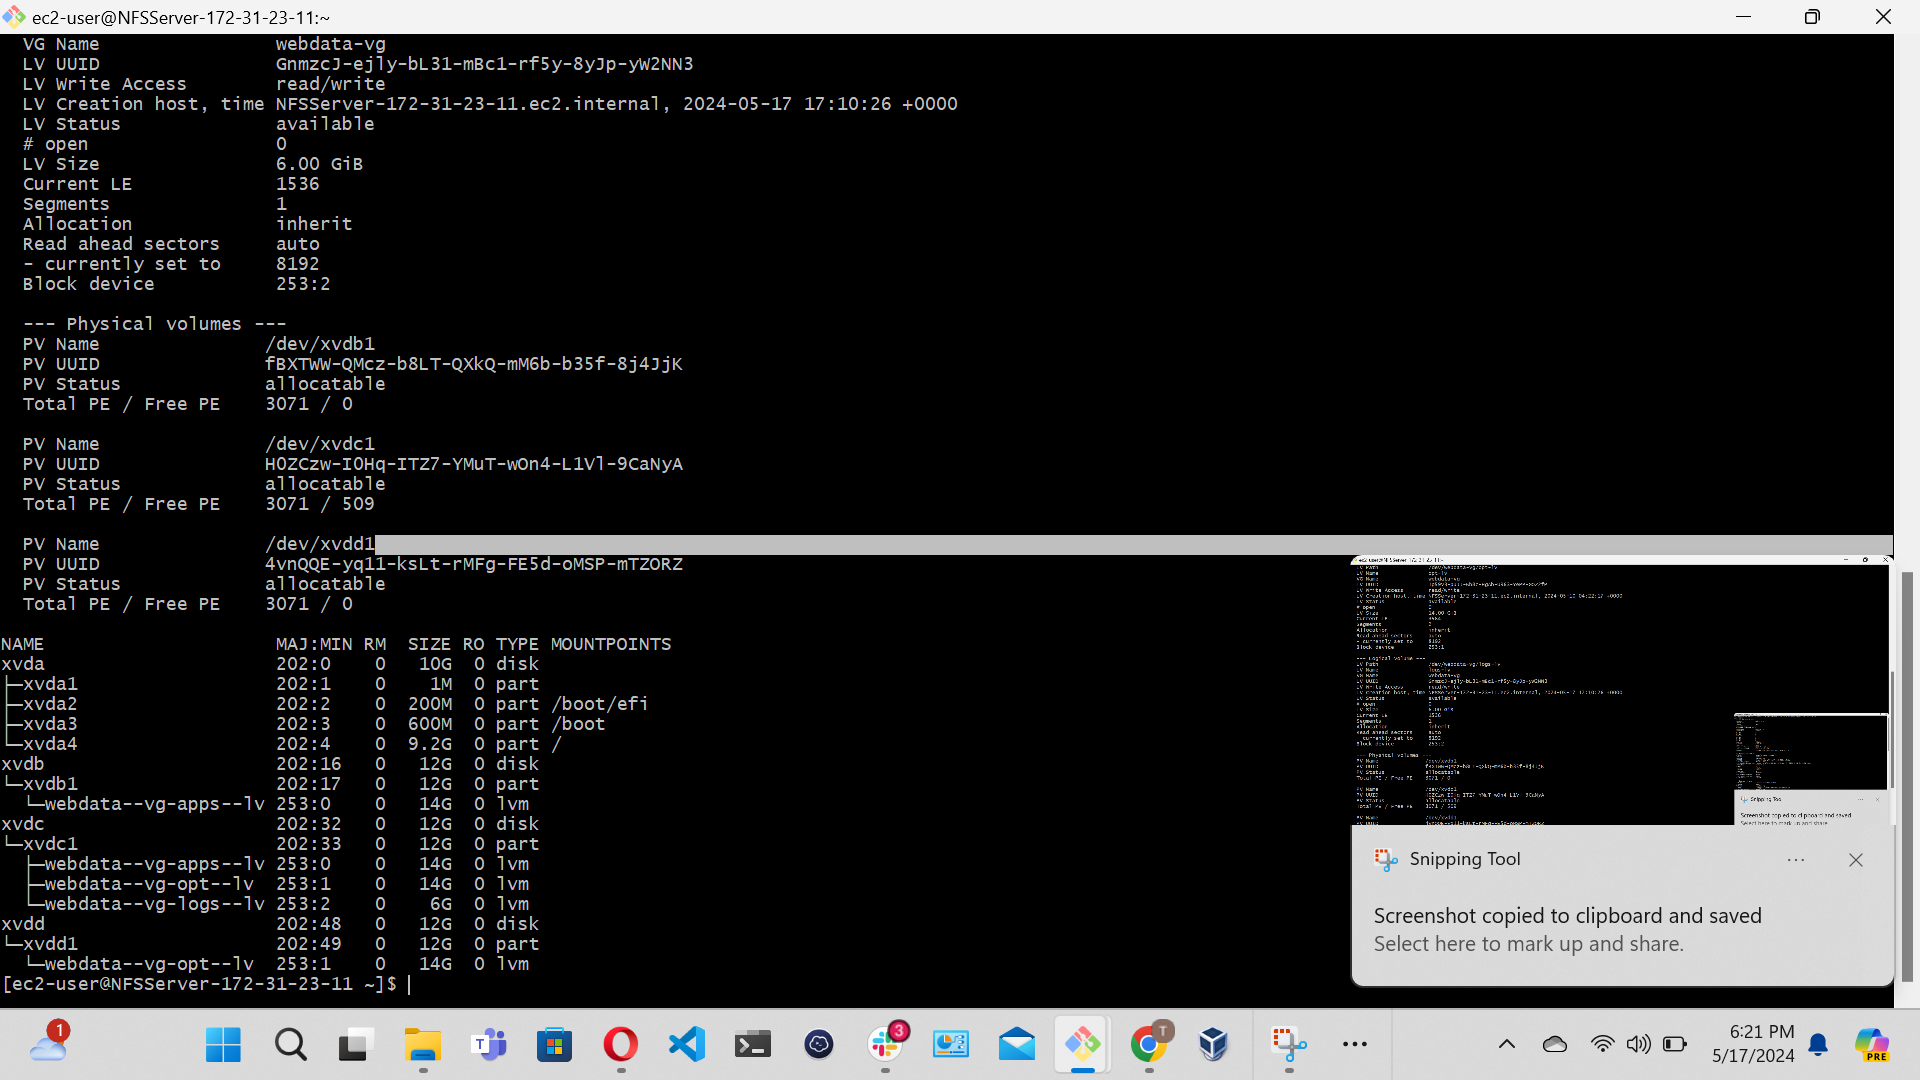 ec2-user@NFSServer-172-31-23-11:~
VG Name webdata-vg
LV UUID GnmzcJ-ejly-bL31-mBc1-rf5y-8yJp-yW2NN3
LV Write Access read/write
LV Creation host, time NFSServer-172-31-23-11.ec2.internal, 2024-05-17 17:10:26 +0000
LV Status available
# open 0
LV Size 6.00 GiB
Current LE 1536
Segments 1
Allocation inherit
Read ahead sectors auto
- currently set to 8192
Block device 253:2
--- Physical volumes ---
PV Name /dev/xvdb1
PV UUID fBXTWW-QMcz-b8LT-QXkQ-mM6b-b35f-8j4JjK
PV Status allocatable
Total PE / Free PE 3071 / 0
PV Name /dev/xvdc1
PV UUID H0ZCzw-I0Hq-ITZ7-YMuT-wOn4-L1Vl-9CaNyA
PV Status allocatable
Total PE / Free PE 3071 / 509
PV Name /dev/xvdd1
PV UUID 4vnQQE-yq11-ksLt-rMFg-FE5d-oMSP-mTZORZ
PV Status allocatable
Total PE / Free PE 3071 / 0
NAME MAJ:MIN RM SIZE RO TYPE MOUNTPOINTS
xvda 202:0 0 10G 0 disk
├─xvda1 202:1 0 1M 0 part
├─xvda2 202:2 0 200M 0 part /boot/efi
├─xvda3 202:3 0 600M 0 part /boot
└─xvda4 202:4 0 9.2G 0 part /
xvdb 202:16 0 12G 0 disk
└─xvdb1 202:17 0 12G 0 part
└─webdata--vg-apps--lv 253:0 0 14G 0 lvm
xvdc 202:32 0 12G 0 disk
└─xvdc1 202:33 0 12G 0 part
├─webdata--vg-apps--lv 253:0 0 14G 0 lvm
├─webdata--vg-opt--lv 253:1 0 14G 0 lvm
└─webdata--vg-logs--lv 253:2 0 6G 0 lvm
xvdd 202:48 0 12G 0 disk
└─xvdd1 202:49 0 12G 0 part
└─webdata--vg-opt--lv 253:1 0 14G 0 lvm
[ec2-user@NFSServer-172-31-23-11 ~]$
Snipping Tool
Screenshot copied to clipboard and saved
Select here to mark up and share.
1
3
T
PRE
6:21 PM
5/17/2024